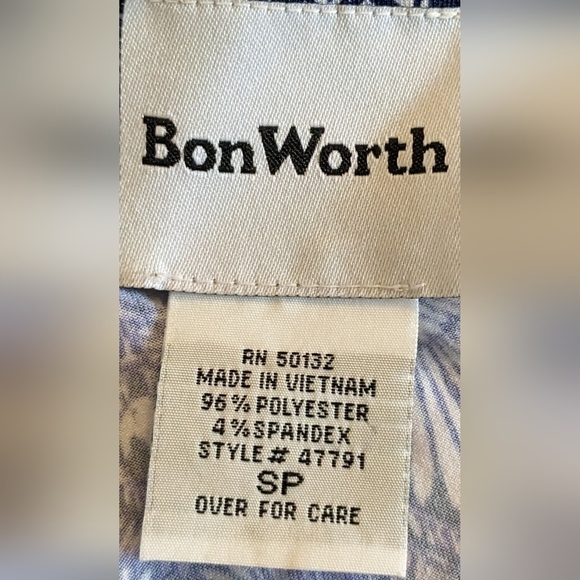 BonWorth
RN 50132
MADE IN VIETNAM
96% POLYESTER
4% SPANDEX
STYLE# 47791
SP
OVER FOR CARE